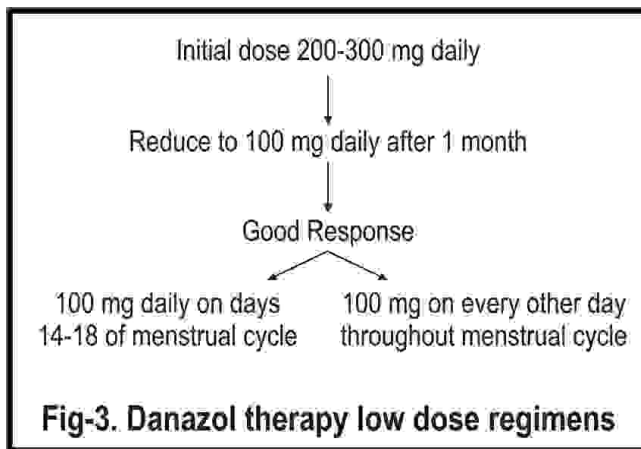 Initial dose 200-300 mg daily
Reduce to 100 mg daily after 1 month
Good Response
100 mg daily on days
14-18 of menstrual cycle
100 mg on every other day
throughout menstrual cycle
Fig-3. Danazol therapy low dose regimens